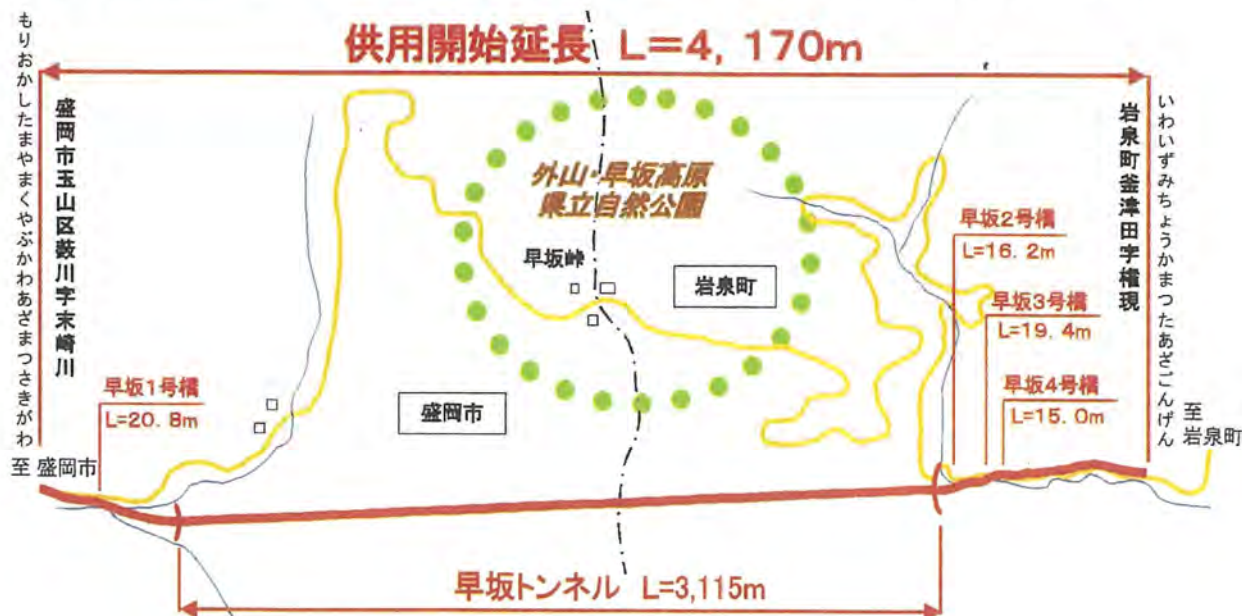 供用開始延長 L=4, 170m
もりおかしたまやまくやぶかわあざまつさきがわ
盛岡市玉山区薮川字末崎川
至 盛岡市
早坂1号橋
L=20. 8m
外山・早坂高原
県立自然公園
早坂峠
岩泉町
盛岡市
早坂2号橋
L=16. 2m
早坂3号橋
L=19. 4m
早坂4号橋
L=15. 0m
岩泉町釜津田字権現
いわいずみちょうかまつたあざごんげん
至
岩泉町
早坂トンネル L=3,115m